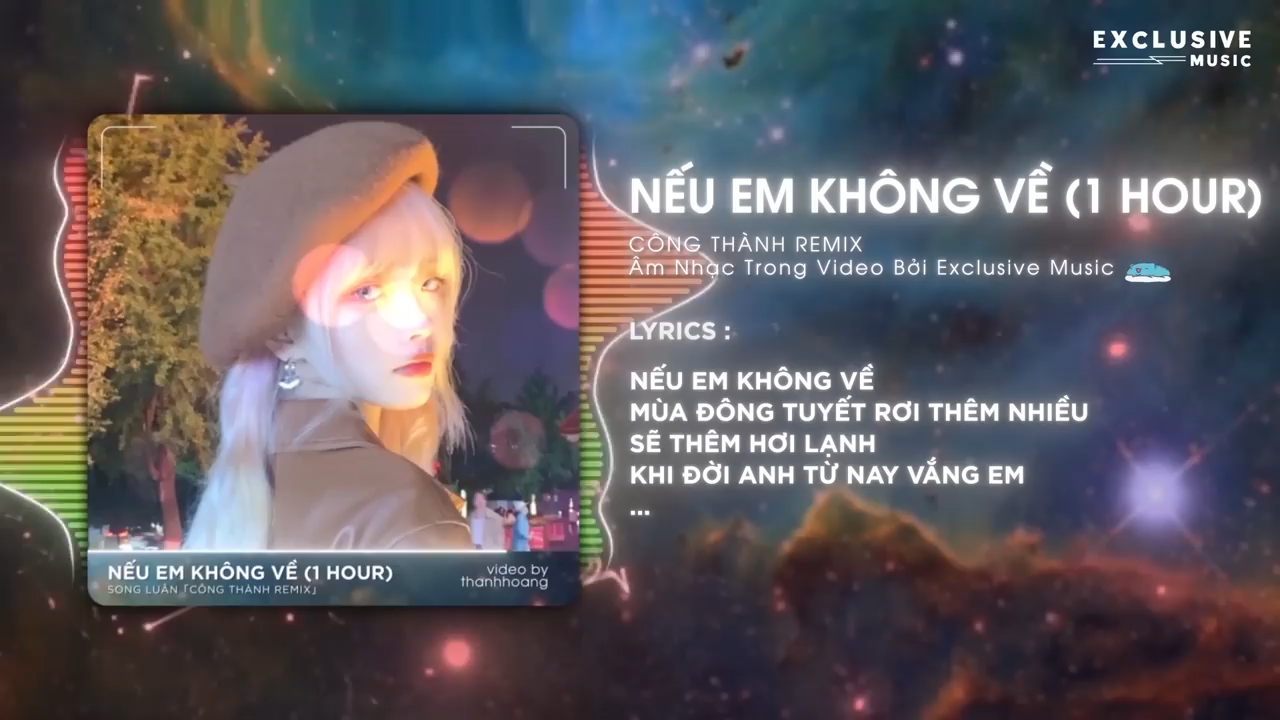 EXCLUSIVE
MUSIC
NẾU EM KHÔNG VỀ (1 HOUR)
CÔNG THÀNH REMIX
Âm Nhạc Trong Video Bởi Exclusive Music
LYRICS :
NẾU EM KHÔNG VỀ
MÙA ĐÔNG TUYẾT RƠI THÊM NHIỀU
SẼ THÊM HƠI LẠNH
KHI ĐỜI ANH TỪ NAY VẮNG EM
...
NẾU EM KHÔNG VỀ (1 HOUR)
SONG LUÂN「CÔNG THÀNH REMIX」
video by
thanhhoang